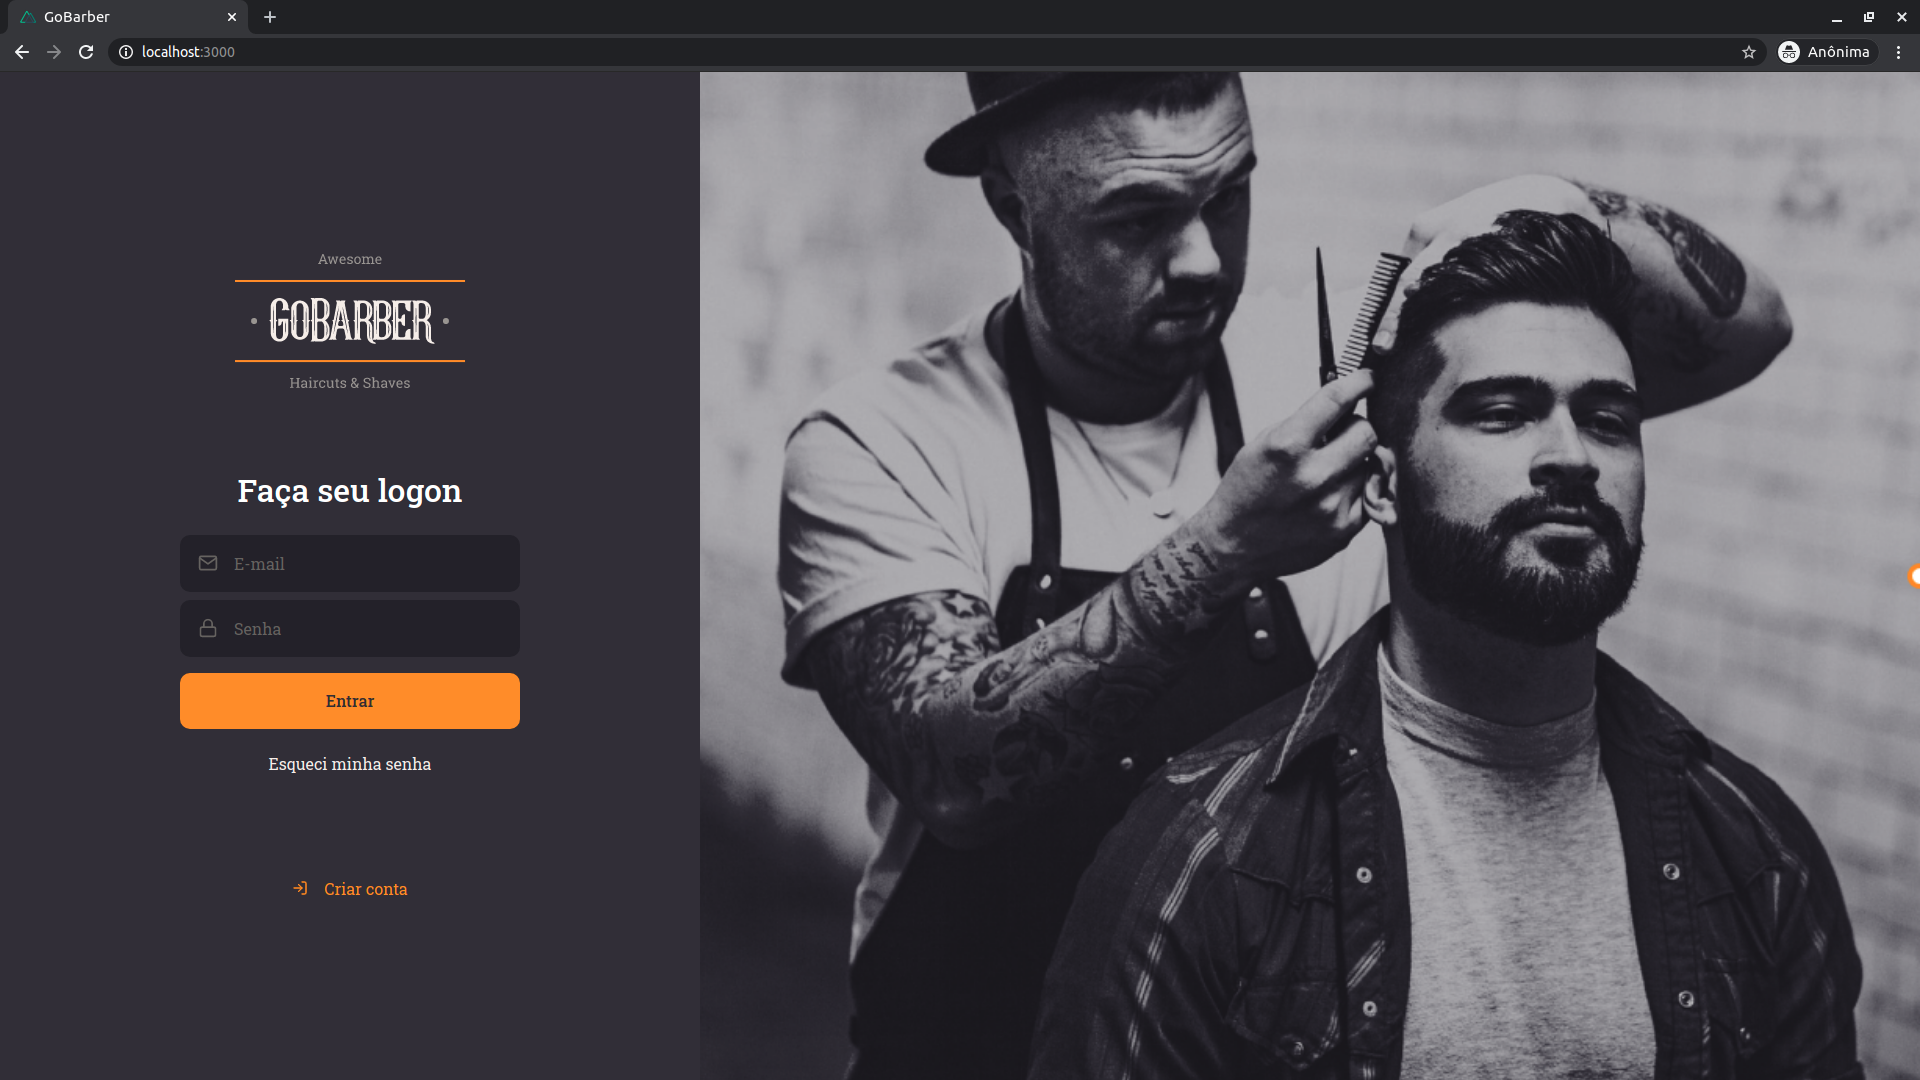 GoBarber
localhost:3000
Anônima
Awesome
GOBARBER
Haircuts & Shaves
Faça seu logon
E-mail
Senha
Entrar
Esqueci minha senha
Criar conta